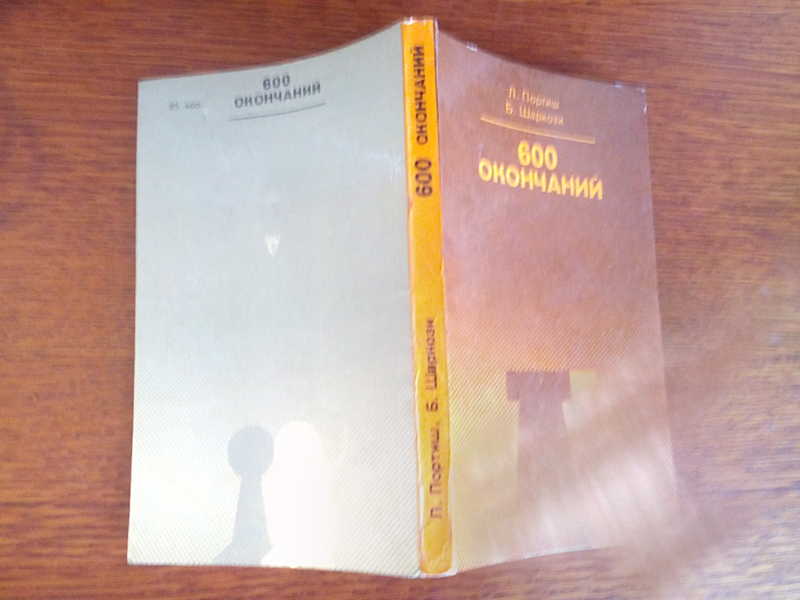 600
ОКОНЧАНИЙ
600 ОКОНЧАНИЙ
Л. Портиш, Б. Шаркози
Л. Портиш
Б. Шаркози
600
ОКОНЧАНИЙ